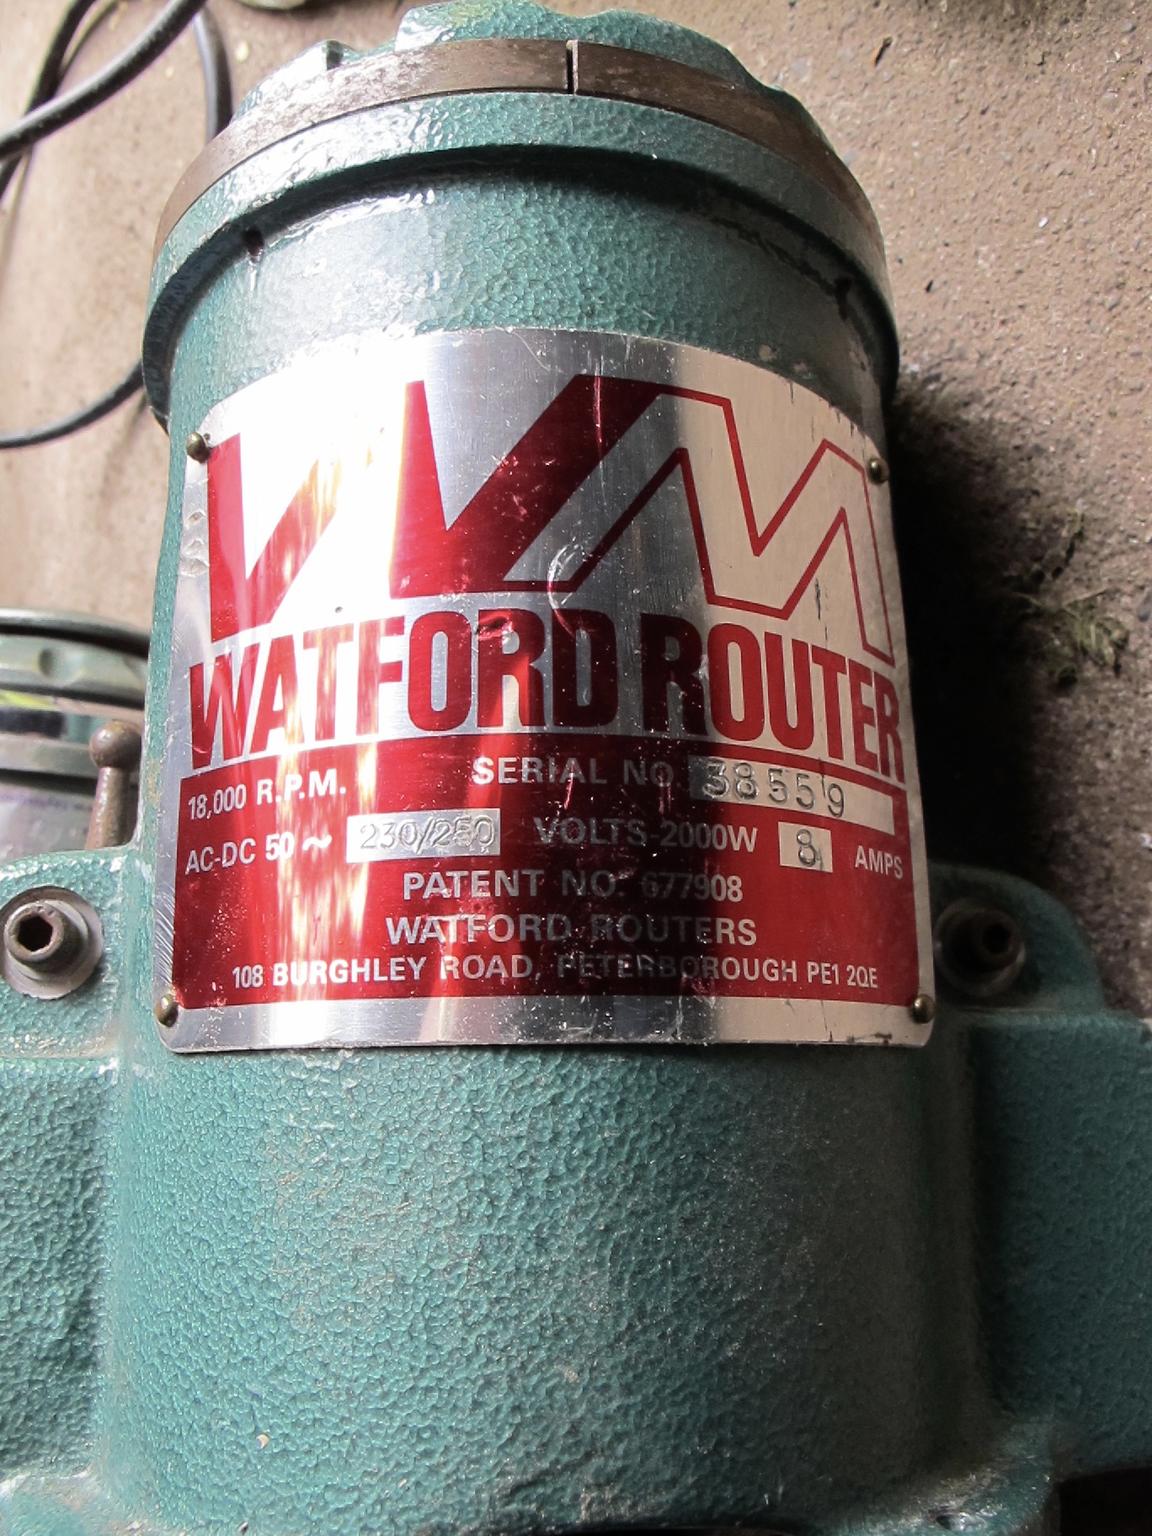 WM
WATFORD ROUTER
18,000 R.P.M. SERIAL NO. 38559
AC-DC 50 ~ 230/250 VOLTS-2000W 8 AMPS
PATENT NO. 677908
WATFORD ROUTERS
108 BURGHLEY ROAD, PETERBOROUGH PE1 2QE